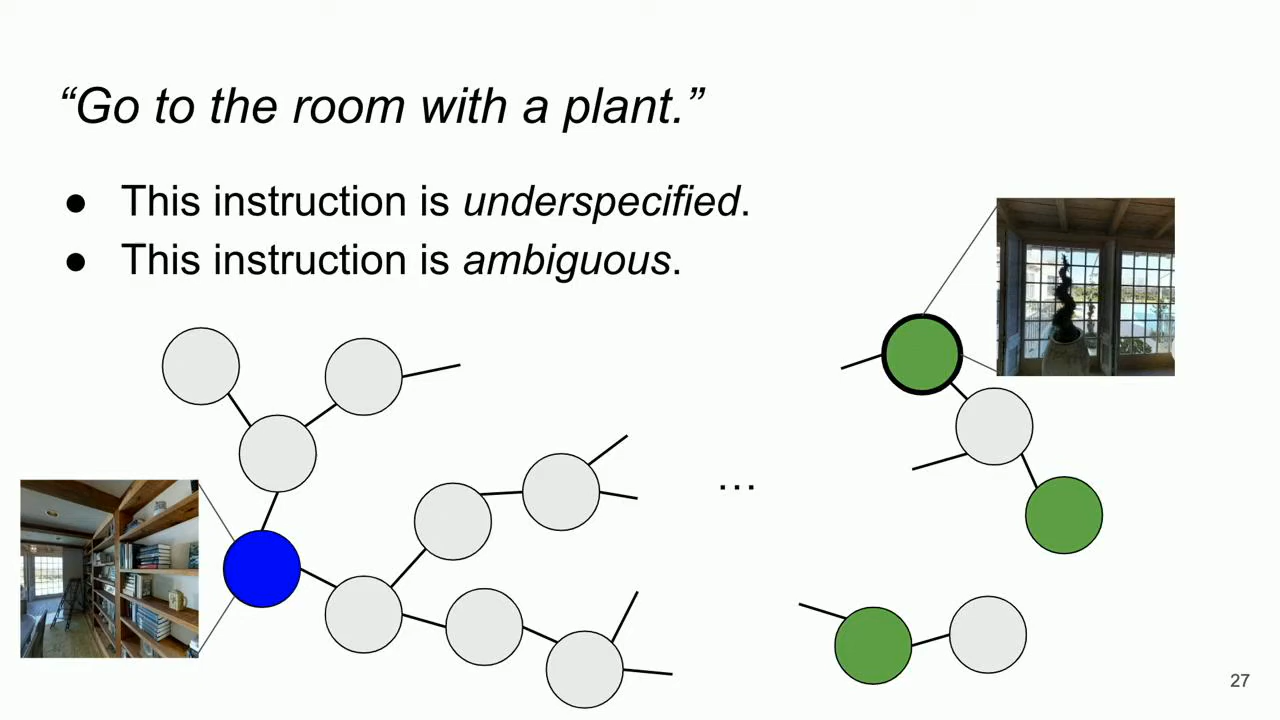 “Go to the room with a plant.”
● This instruction is underspecified.
● This instruction is ambiguous.
...
27